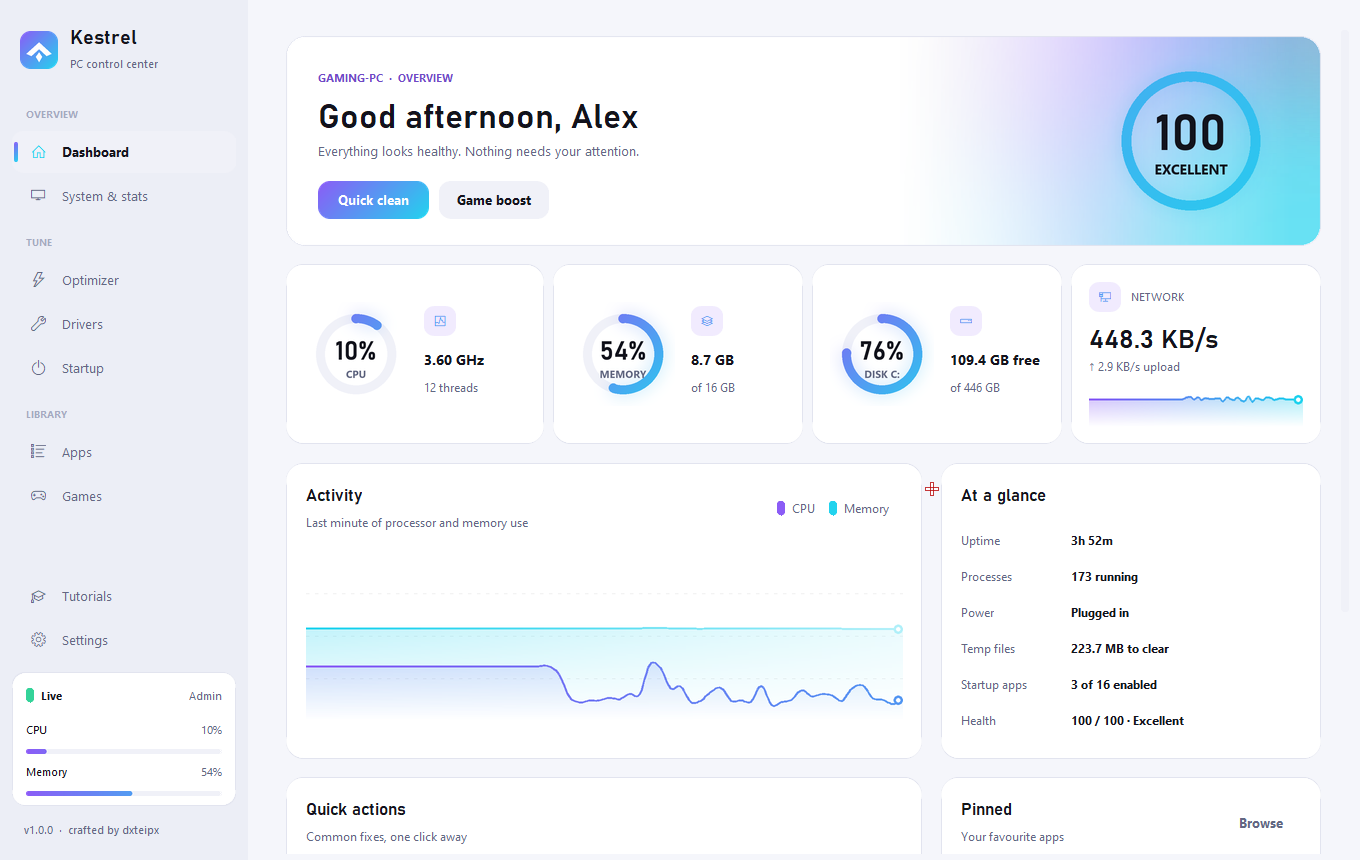 Kestrel
PC control center
OVERVIEW
Dashboard
System & stats
TUNE
Optimizer
Drivers
Startup
LIBRARY
Apps
Games
Tutorials
Settings
Live Admin
CPU 10%
Memory 54%
v1.0.0 · crafted by dxteipx
GAMING-PC · OVERVIEW
Good afternoon, Alex
Everything looks healthy. Nothing needs your attention.
Quick clean Game boost
100
EXCELLENT
10%
CPU
3.60 GHz
12 threads
54%
MEMORY
8.7 GB
of 16 GB
76%
DISK C:
109.4 GB free
of 446 GB
NETWORK
448.3 KB/s
↑ 2.9 KB/s upload
Activity
Last minute of processor and memory use
CPU Memory
At a glance
Uptime 3h 52m
Processes 173 running
Power Plugged in
Temp files 223.7 MB to clear
Startup apps 3 of 16 enabled
Health 100 / 100 · Excellent
Quick actions
Common fixes, one click away
Pinned
Your favourite apps
Browse